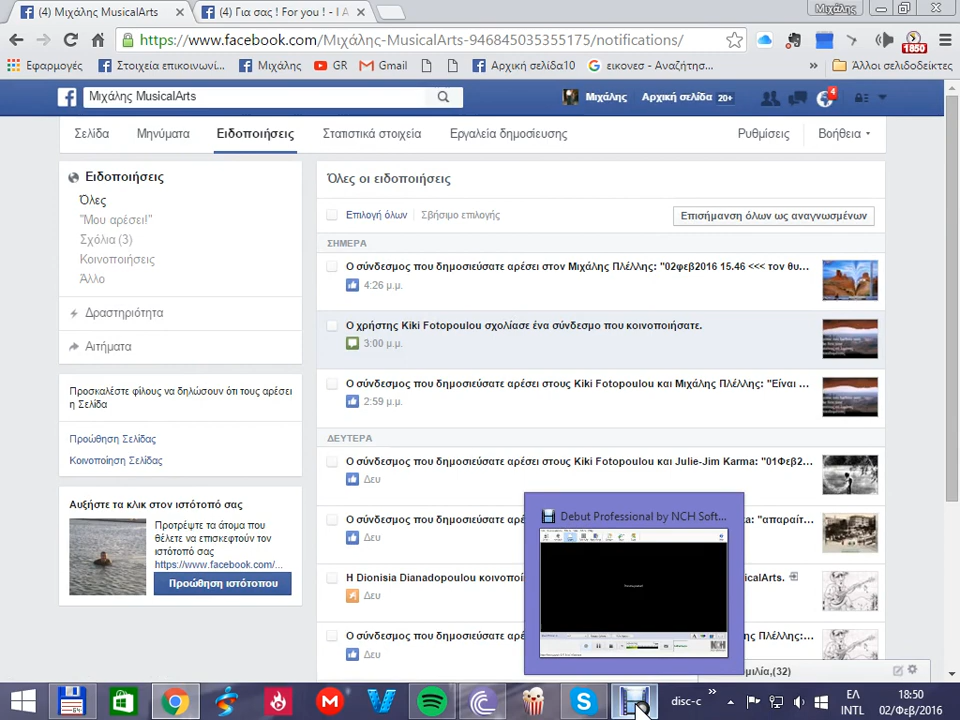 (4) Μιχάλης MusicalArts
(4) Για σας ! For you ! - I A
Μιχάλης
https://www.facebook.com/Μιχάλης-MusicalArts-946845035355175/notifications/
1850
Εφαρμογές
Στοιχεία επικοινωνί...
Μιχάλης
GR
Gmail
Αρχική σελίδα10
εικονεσ - Αναζήτησ...
»
Άλλοι σελιδοδείκτες
Μιχάλης MusicalArts
Μιχάλης
Αρχική σελίδα 20+
4
Σελίδα
Μηνύματα
Ειδοποιήσεις
Στατιστικά στοιχεία
Εργαλεία δημοσίευσης
Ρυθμίσεις
Βοήθεια
Ειδοποιήσεις
Όλες
"Μου αρέσει!"
Σχόλια (3)
Κοινοποιήσεις
Άλλο
Δραστηριότητα
Αιτήματα
Προσκαλέστε φίλους να δηλώσουν ότι τους αρέσει
η Σελίδα
Προώθηση Σελίδας
Κοινοποίηση Σελίδας
Αυξήστε τα κλικ στον ιστότοπό σας
Προτρέψτε τα άτομα που
θέλετε να επισκεφτούν τον
ιστότοπό σας
https://www.facebook.com/...
Προώθηση ιστότοπου
Όλες οι ειδοποιήσεις
Επιλογή όλων
Σβήσιμο επιλογής
Επισήμανση όλων ως αναγνωσμένων
ΣΗΜΕΡΑ
Ο σύνδεσμος που δημοσιεύσατε αρέσει στον Μιχάλης Πλέλλης: "02φεβ2016 15.46 <<< τον θυ...
4:26 μ.μ.
Ο χρήστης Kiki Fotopoulou σχολίασε ένα σύνδεσμο που κοινοποιήσατε.
3:00 μ.μ.
Ο σύνδεσμος που δημοσιεύσατε αρέσει στους Kiki Fotopoulou και Μιχάλης Πλέλλης: "Είναι ...
2:59 μ.μ.
ΔΕΥΤΕΡΑ
Ο σύνδεσμος που δημοσιεύσατε αρέσει στους Kiki Fotopoulou και Julie-Jim Karma: "01Φεβ2...
Δευ
Ο σύνδεσμος που δημοσιεύσατε αρέσει στους
"απαραίτ...
Δευ
Η Dionisia Dianadopoulou κοινοποί
sicalArts.
Δευ
Ο σύνδεσμος που δημοσιεύσατε αρέσει στους
Πλέλλης:...
Δευ
Debut Professional by NCH Soft...
NCH
μιλία,(32)
64
disc-c
»
ΕΛ
INTL
18:50
02/Φεβ/2016